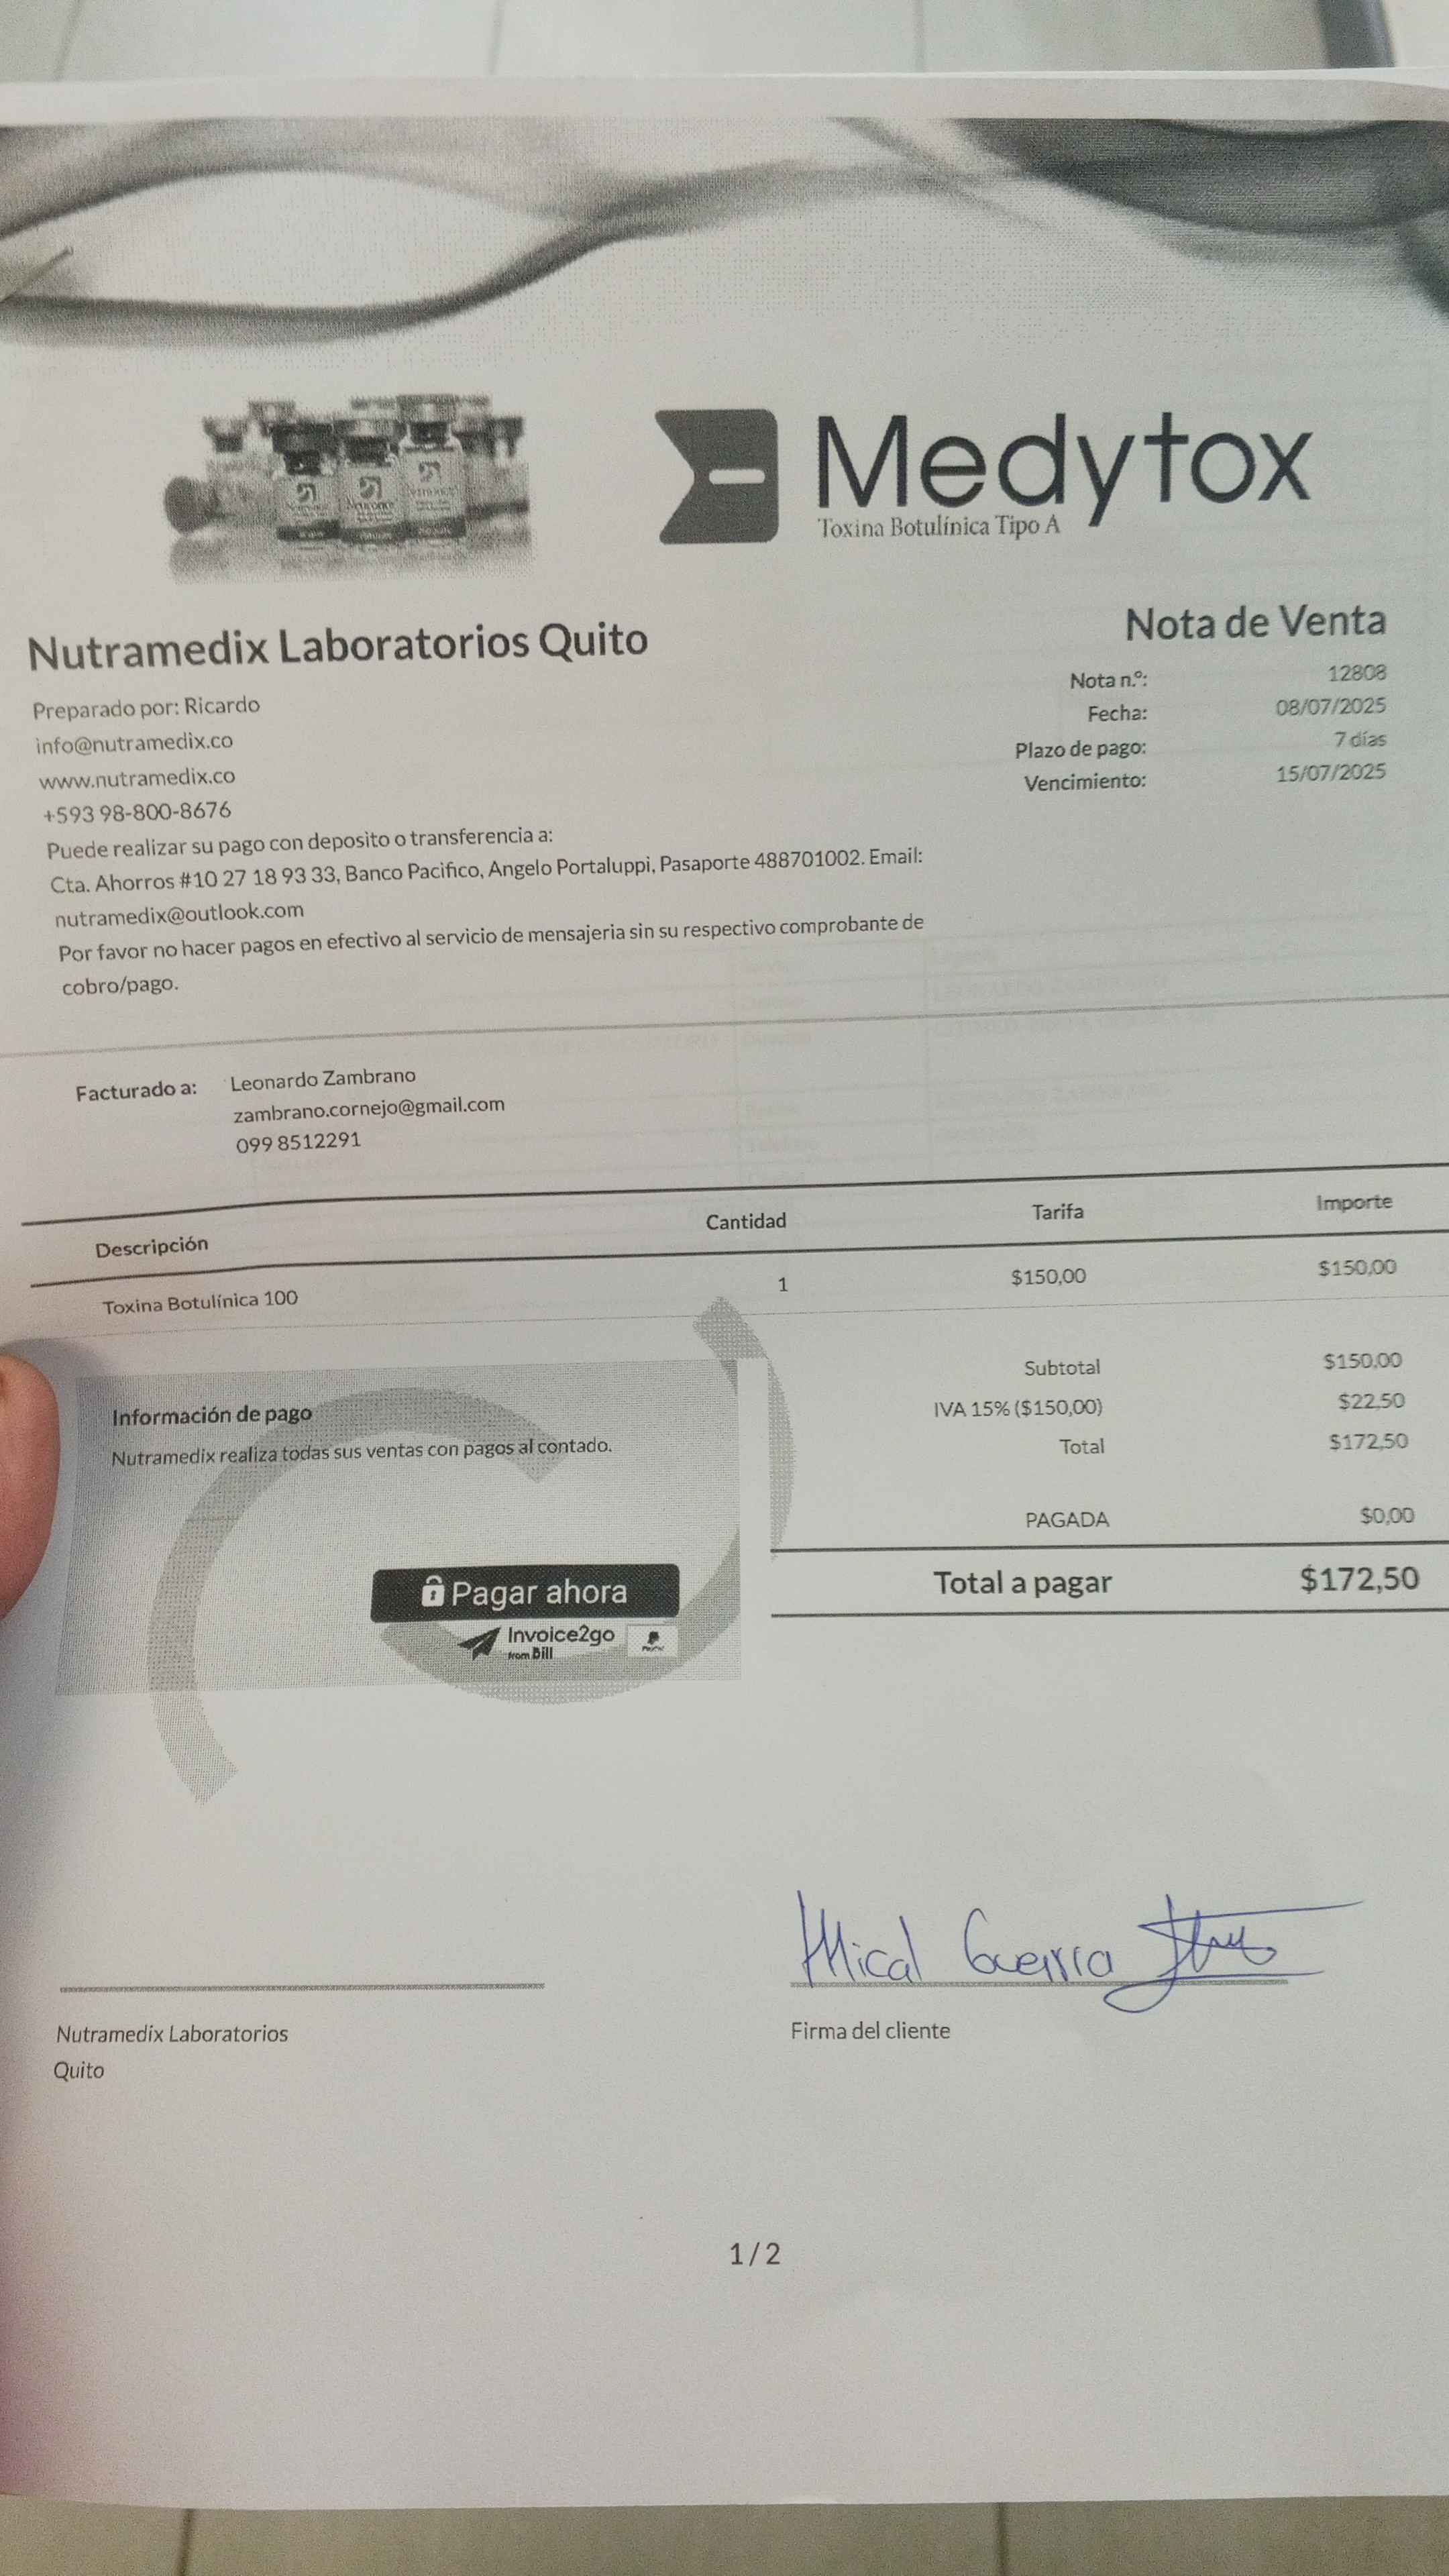 Medytox
Toxina Botulínica Tipo A
Nutramedix Laboratorios Quito
Preparado por: Ricardo
info@nutramedix.co
www.nutramedix.co
+593 98-800-8676
Puede realizar su pago con deposito o transferencia a:
Cta. Ahorros #10 27 18 93 33, Banco Pacifico, Angelo Portaluppi, Pasaporte 488701002. Email:
nutramedix@outlook.com
Por favor no hacer pagos en efectivo al servicio de mensajeria sin su respectivo comprobante de
cobro/pago.
Nota de Venta
Nota n.º: 12808
Fecha: 08/07/2025
Plazo de pago: 7 días
Vencimiento: 15/07/2025
Facturado a: Leonardo Zambrano
zambrano.cornejo@gmail.com
099 8512291
Descripción Cantidad Tarifa Importe
Toxina Botulínica 100 1 $150,00 $150,00
Subtotal $150,00
IVA 15% ($150,00) $22,50
Total $172,50
PAGADA $0,00
Total a pagar $172,50
Información de pago
Nutramedix realiza todas sus ventas con pagos al contado.
Pagar ahora
Invoice2go
from Bill
Guerra
Nutramedix Laboratorios
Quito
Firma del cliente
1 / 2